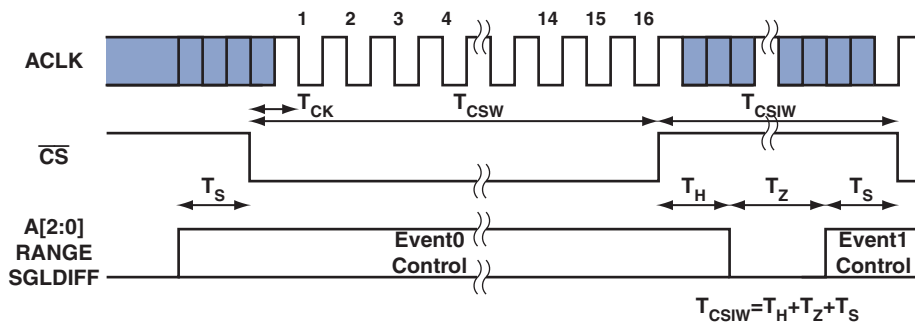 1 2 3 4 14 15 16
ACLK
T_CK T_CSW T_CSIW
CS
T_S T_H T_Z T_S
A[2:0]
RANGE
SGLDIFF
Event0
Control
Event1
Control
T_CSIW=T_H+T_Z+T_S